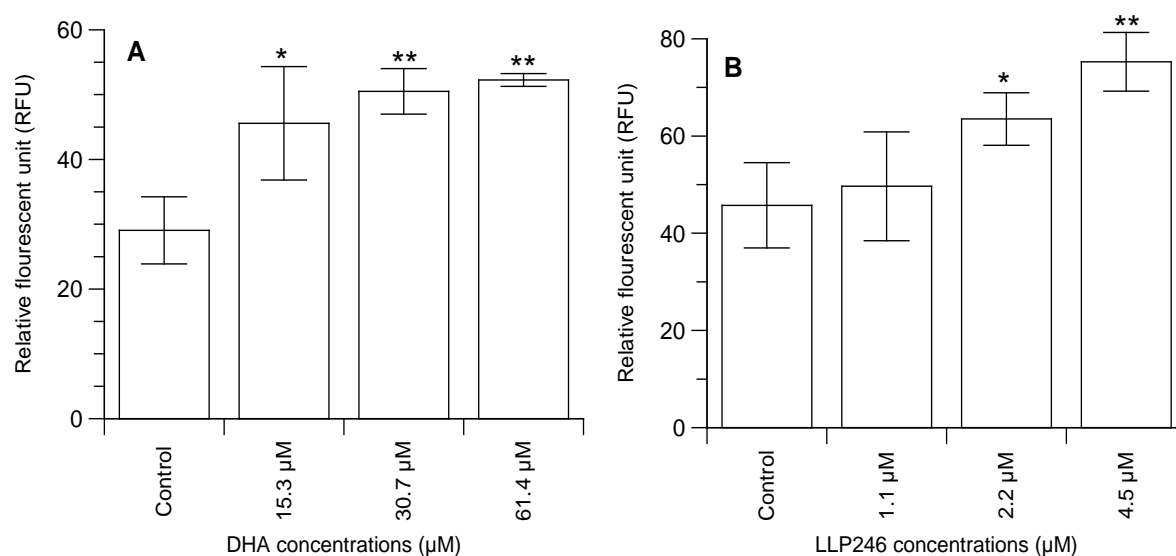 A
Relative flourescent unit (RFU)
60
40
20
0
*
**
**
Control
15.3 µM
30.7 µM
61.4 µM
DHA concentrations (µM)
B
Relative flourescent unit (RFU)
80
60
40
20
0
*
**
Control
1.1 µM
2.2 µM
4.5 µM
LLP246 concentrations (µM)